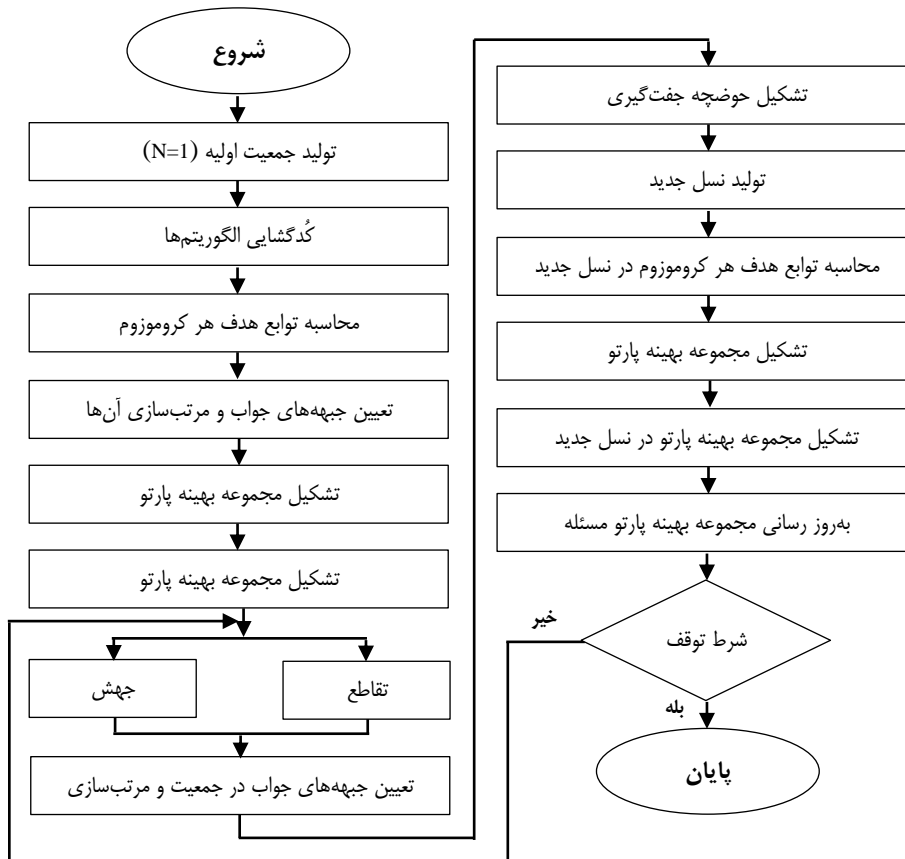 شروع
تولید جمعیت اولیه (N=1)
کُدگشایی الگوریتم‌ها
محاسبه توابع هدف هر کروموزوم
تعیین جبهه‌های جواب و مرتب‌سازی آن‌ها
تشکیل مجموعه بهینه پارتو
تشکیل مجموعه بهینه پارتو
تقاطع
جهش
تعیین جبهه‌های جواب در جمعیت و مرتب‌سازی
تشکیل حوضچه جفت‌گیری
تولید نسل جدید
محاسبه توابع هدف هر کروموزوم در نسل جدید
تشکیل مجموعه بهینه پارتو
تشکیل مجموعه بهینه پارتو در نسل جدید
به‌روز رسانی مجموعه بهینه پارتو مسئله
شرط توقف
خیر
بله
پایان